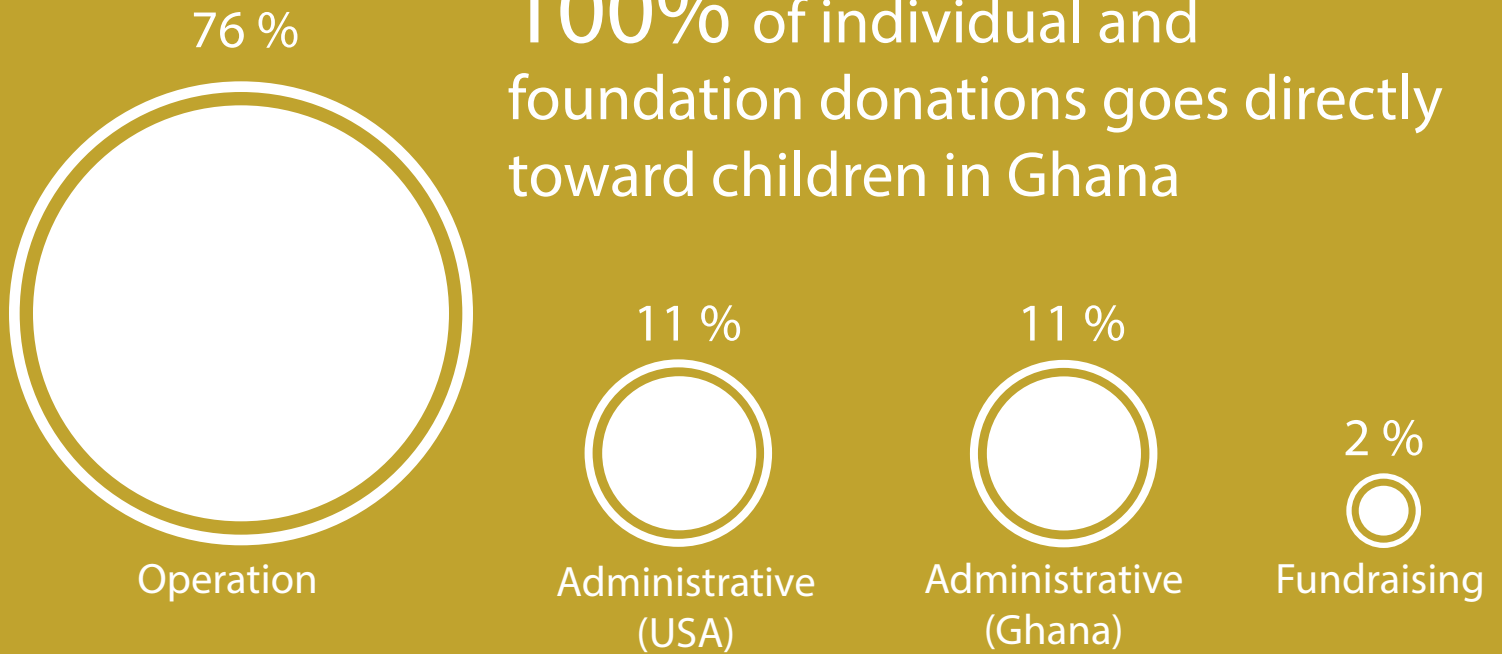 76 %
100% of individual and
foundation donations goes directly
toward children in Ghana
11 %
11 %
2 %
Operation
Administrative
(USA)
Administrative
(Ghana)
Fundraising